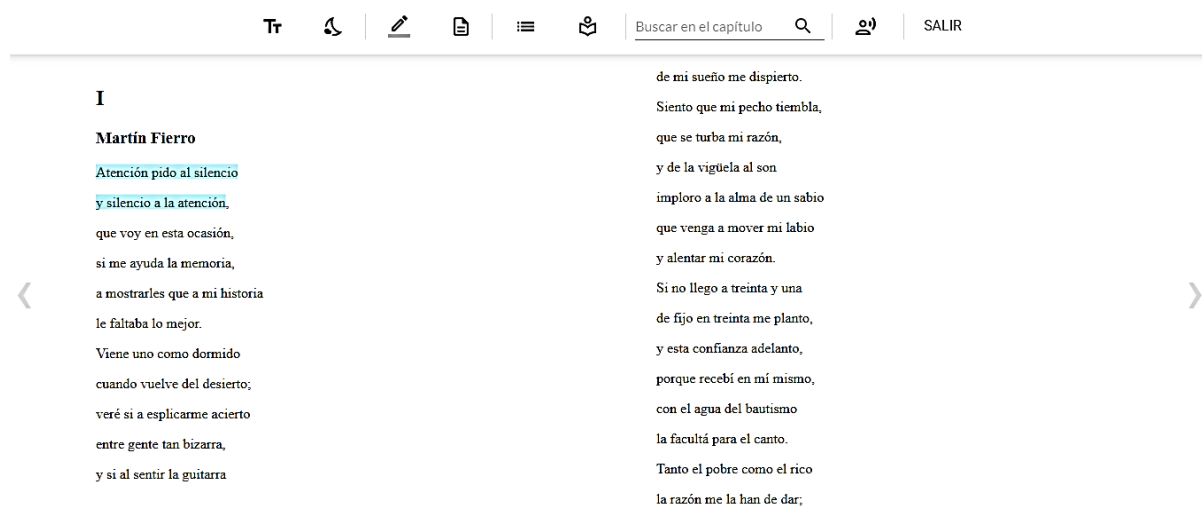 Buscar en el capítulo
SALIR
I
Martín Fierro
Atención pido al silencio
y silencio a la atención,
que voy en esta ocasión,
si me ayuda la memoria,
a mostrarles que a mi historia
le faltaba lo mejor.
Viene uno como dormido
cuando vuelve del desierto;
veré si a esplicarme acierto
entre gente tan bizarra,
y si al sentir la guitarra
de mi sueño me dispierto.
Siento que mi pecho tiembla,
que se turba mi razón,
y de la vigüela al son
imploro a la alma de un sabio
que venga a mover mi labio
y alentar mi corazón.
Si no llego a treinta y una
de fijo en treinta me planto,
y esta confianza adelanto,
porque recebí en mí mismo,
con el agua del bautismo
la facultá para el canto.
Tanto el pobre como el rico
la razón me la han de dar;